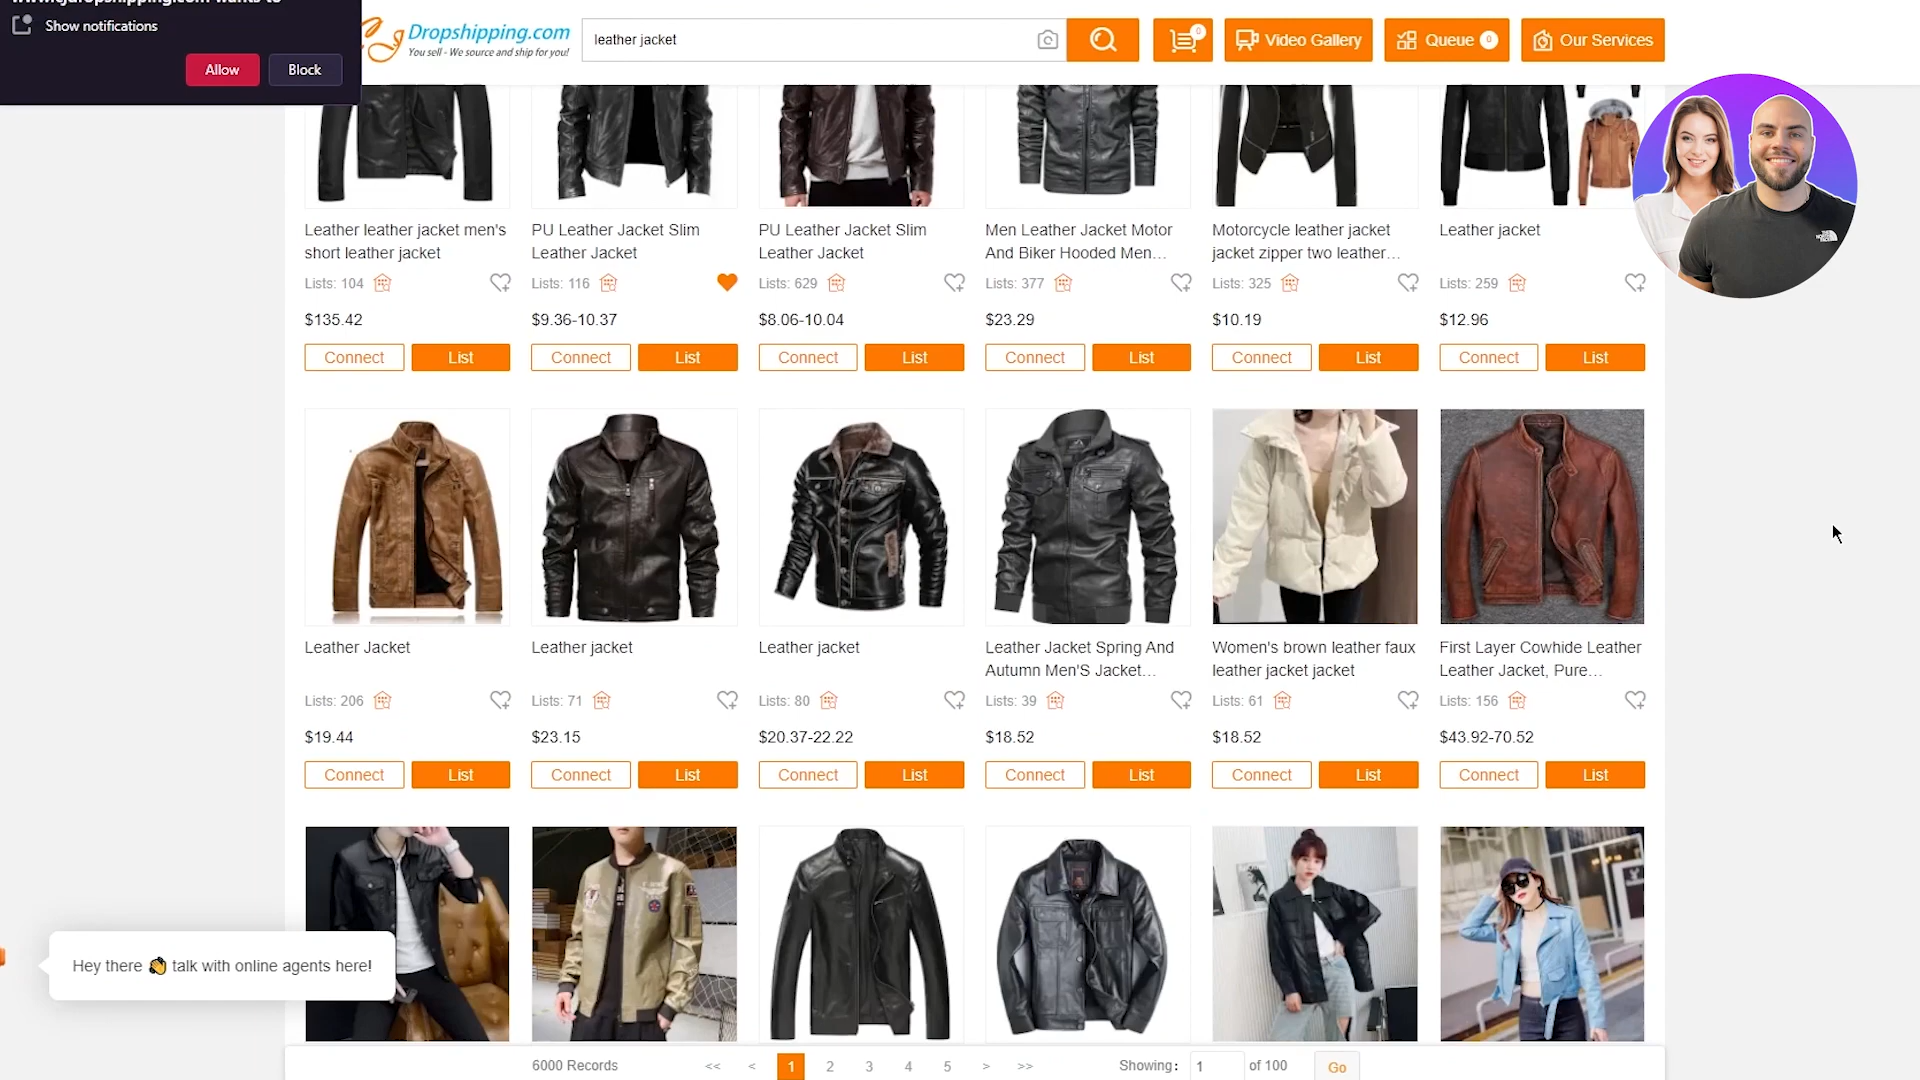 Show notifications
Allow
Block
Dropshipping.com
You sell - We source and ship for you!
leather jacket
0
Video Gallery
Queue 0
Our Services
THE NORTH FACE
Leather leather jacket men's
short leather jacket
Lists: 104
$135.42
Connect
List
PU Leather Jacket Slim
Leather Jacket
Lists: 116
$9.36-10.37
Connect
List
PU Leather Jacket Slim
Leather Jacket
Lists: 629
$8.06-10.04
Connect
List
Men Leather Jacket Motor
And Biker Hooded Men...
Lists: 377
$23.29
Connect
List
Motorcycle leather jacket
jacket zipper two leather...
Lists: 325
$10.19
Connect
List
Leather jacket
Lists: 259
$12.96
Connect
List
Leather Jacket
Lists: 206
$19.44
Connect
List
Leather jacket
Lists: 71
$23.15
Connect
List
Leather jacket
Lists: 80
$20.37-22.22
Connect
List
Leather Jacket Spring And
Autumn Men'S Jacket...
Lists: 39
$18.52
Connect
List
Women's brown leather faux
leather jacket jacket
Lists: 61
$18.52
Connect
List
First Layer Cowhide Leather
Leather Jacket, Pure...
Lists: 156
$43.92-70.52
Connect
List
Hey there 👋 talk with online agents here!
6000 Records
<< < 1 2 3 4 5 > >>
Showing: 1 of 100
Go